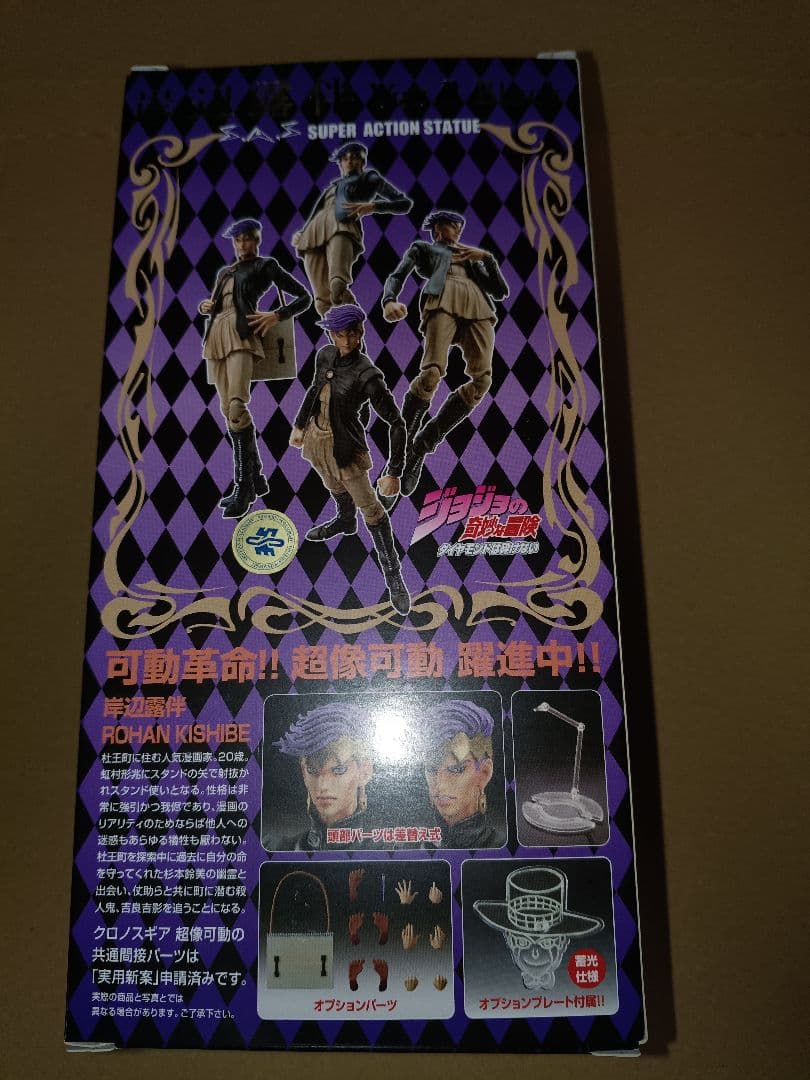 S.A.S SUPER ACTION STATUE
ジョジョの
奇妙な冒険
ダイヤモンドは砕けない
可動革命!! 超像可動 躍進中!!
岸辺露伴
ROHAN KISHIBE
杜王町に住む人気漫画家、20歳。
虹村形兆にスタンドの矢で射抜か
れスタンド使いとなる。性格は非
常に強引かつ我侭であり、漫画の
リアリティのためならば他人への
迷惑もあらゆる犠牲も厭わない。
杜王町を探索中に過去に自分の命
を守ってくれた杉本鈴美の幽霊と
出会い、仗助らと共に町に潜む殺
人鬼、吉良吉影を追うことになる。
クロノスギア 超像可動の
共通間接パーツは
「実用新案」申請済みです。
実際の商品と写真とでは
異なる場合があります。ご了承下さい。
頭部パーツは差替え式
オプションパーツ
蓄光
仕様
オプションプレート付属!!